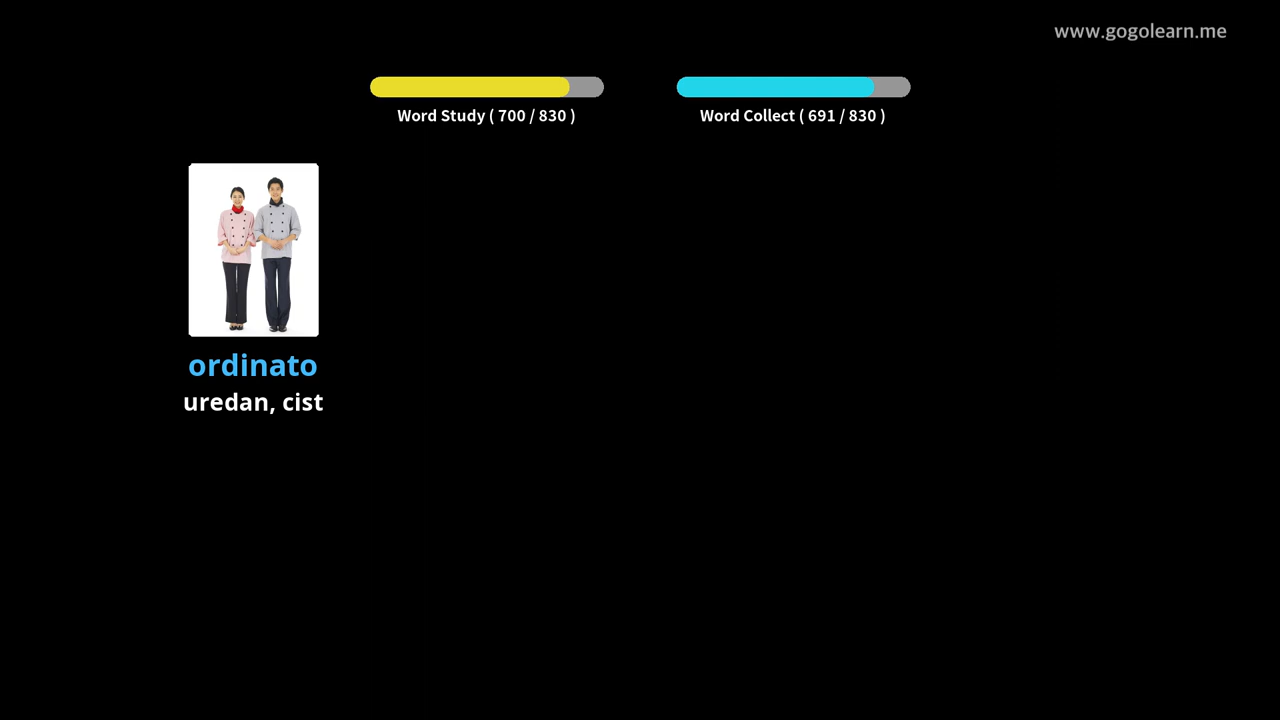 www.gogolearn.me
Word Study ( 700 / 830 )
Word Collect ( 691 / 830 )
ordinato
uredan, cist